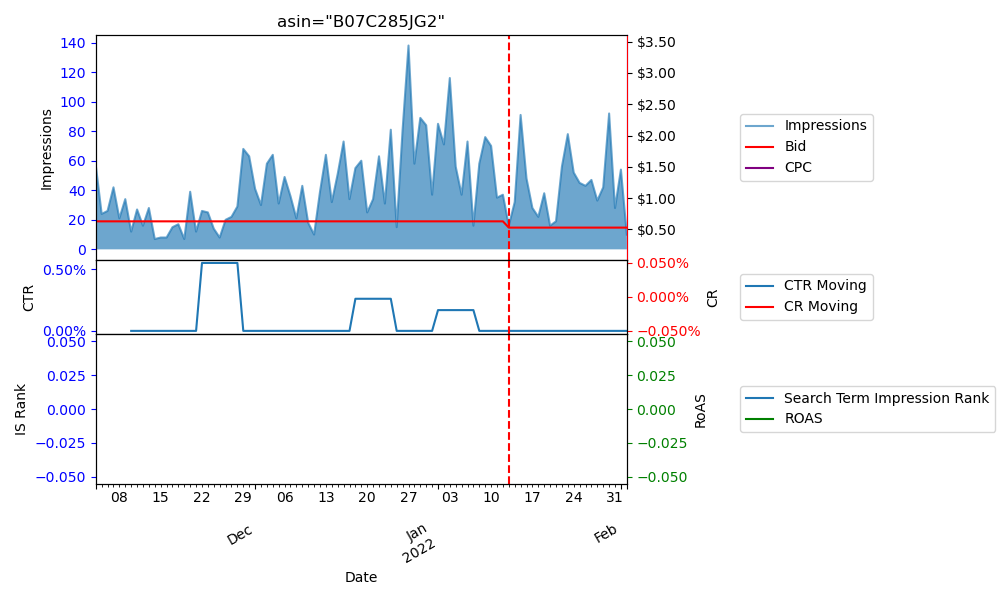 asin="B07C285JG2"
140
120
100
80
60
40
20
0
Impressions
$3.50
$3.00
$2.50
$2.00
$1.50
$1.00
$0.50
Impressions
Bid
CPC
0.50%
0.00%
CTR
0.050%
0.000%
−0.050%
CR
CTR Moving
CR Moving
0.050
0.025
0.000
−0.025
−0.050
IS Rank
0.050
0.025
0.000
−0.025
−0.050
RoAS
Search Term Impression Rank
ROAS
08 15 22 29 06 13 20 27 03 10 17 24 31
Dec Jan Feb
2022
Date